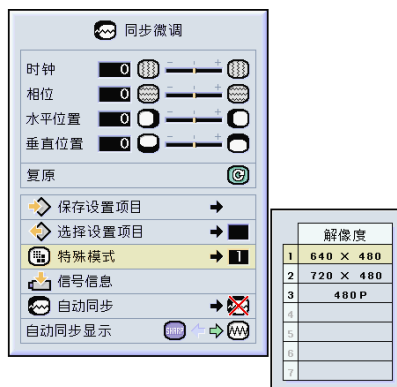 同步微调
时钟 0 - +
相位 0 - +
水平位置 0 - +
垂直位置 0 - +
复原
保存设置项目
选择设置项目
特殊模式 1
信号信息
自动同步
自动同步显示
解像度
1 640 × 480
2 720 × 480
3 480P
4
5
6
7